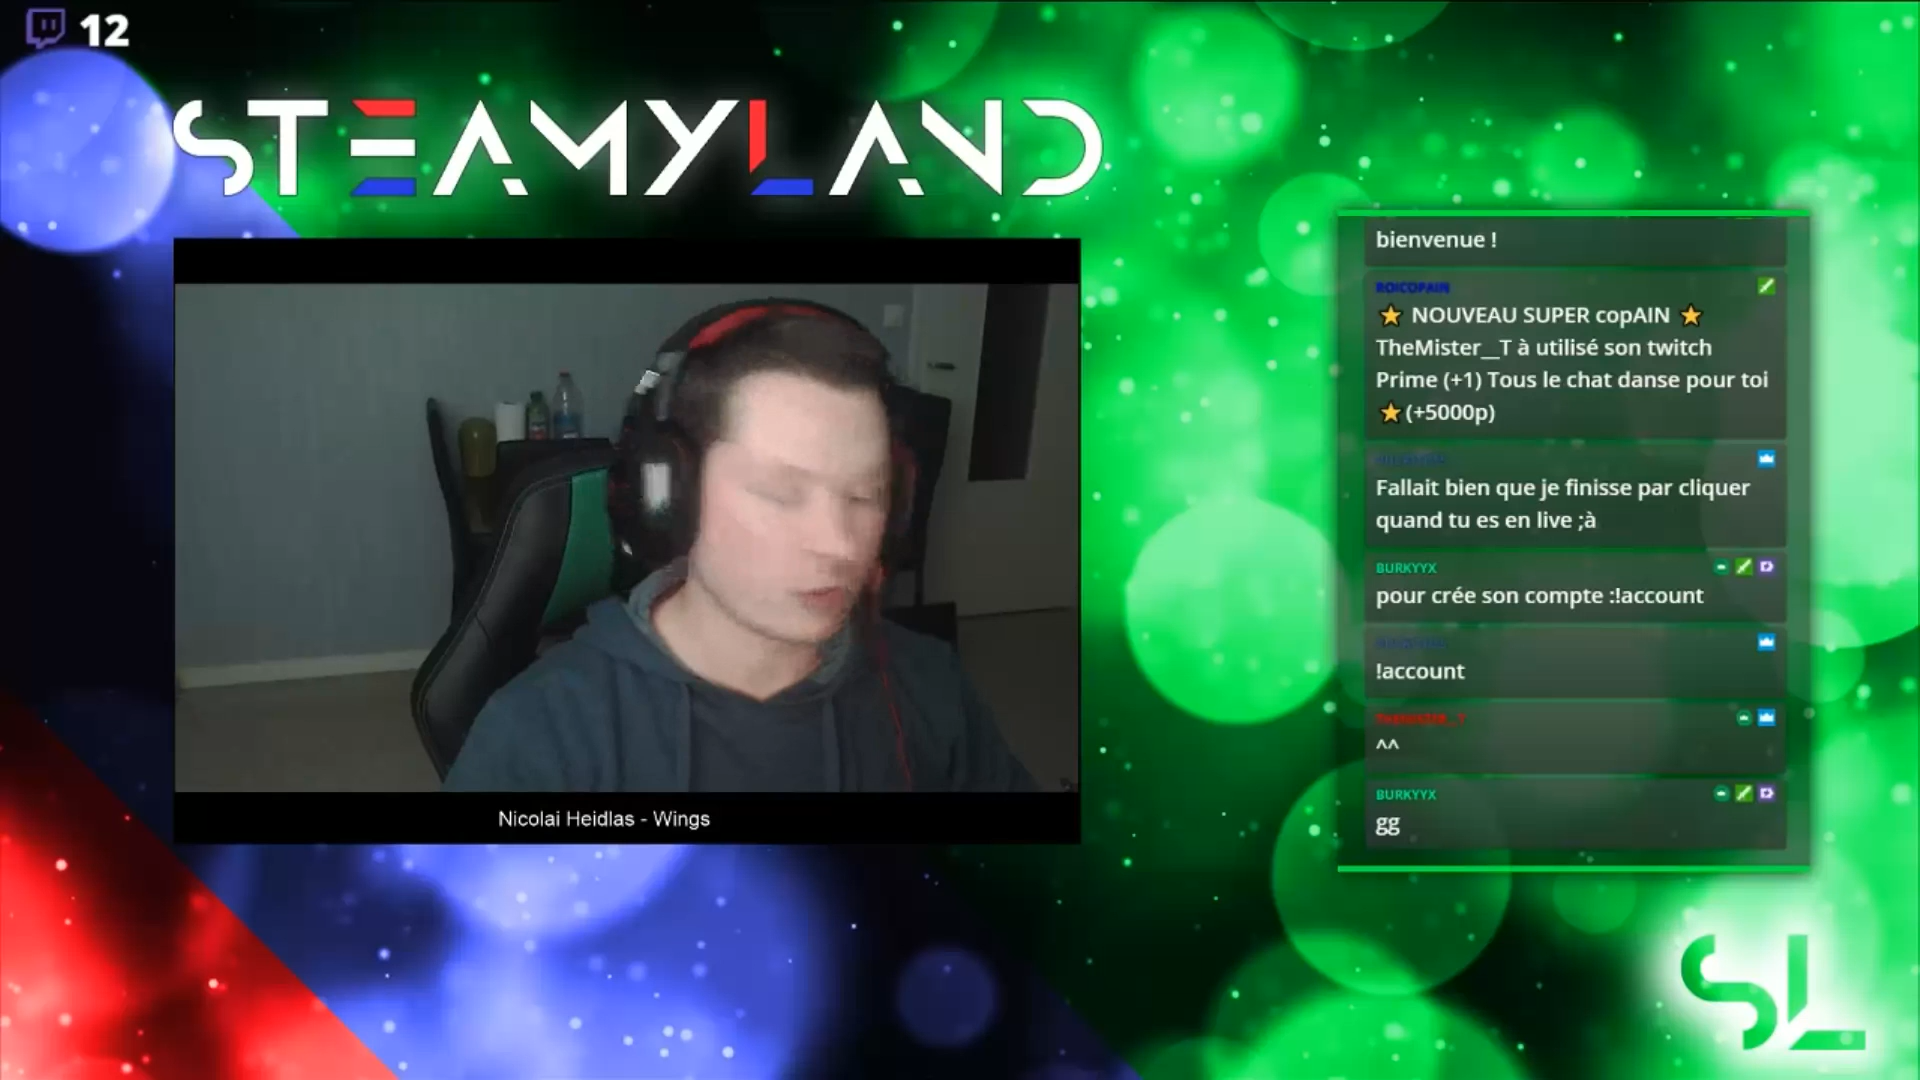 12
STEAMYLAND
bienvenue !
ROICOPAIN
NOUVEAU SUPER copAIN
TheMister__T à utilisé son twitch
Prime (+1) Tous le chat danse pour toi
(+5000p)
Fallait bien que je finisse par cliquer
quand tu es en live ;à
BURKYYX
pour crée son compte :!account
!account
THEMISTER__T
^^
BURKYYX
gg
Nicolai Heidlas - Wings
SL